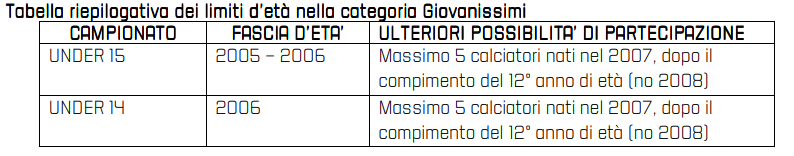 Tabella riepilogativa dei limiti d'età nella categoria Giovanissimi
CAMPIONATO FASCIA D'ETA' ULTERIORI POSSIBILITA' DI PARTECIPAZIONE
UNDER 15 2005 – 2006 Massimo 5 calciatori nati nel 2007, dopo il
compimento del 12° anno di età (no 2008)
UNDER 14 2006 Massimo 5 calciatori nati nel 2007, dopo il
compimento del 12° anno di età (no 2008)